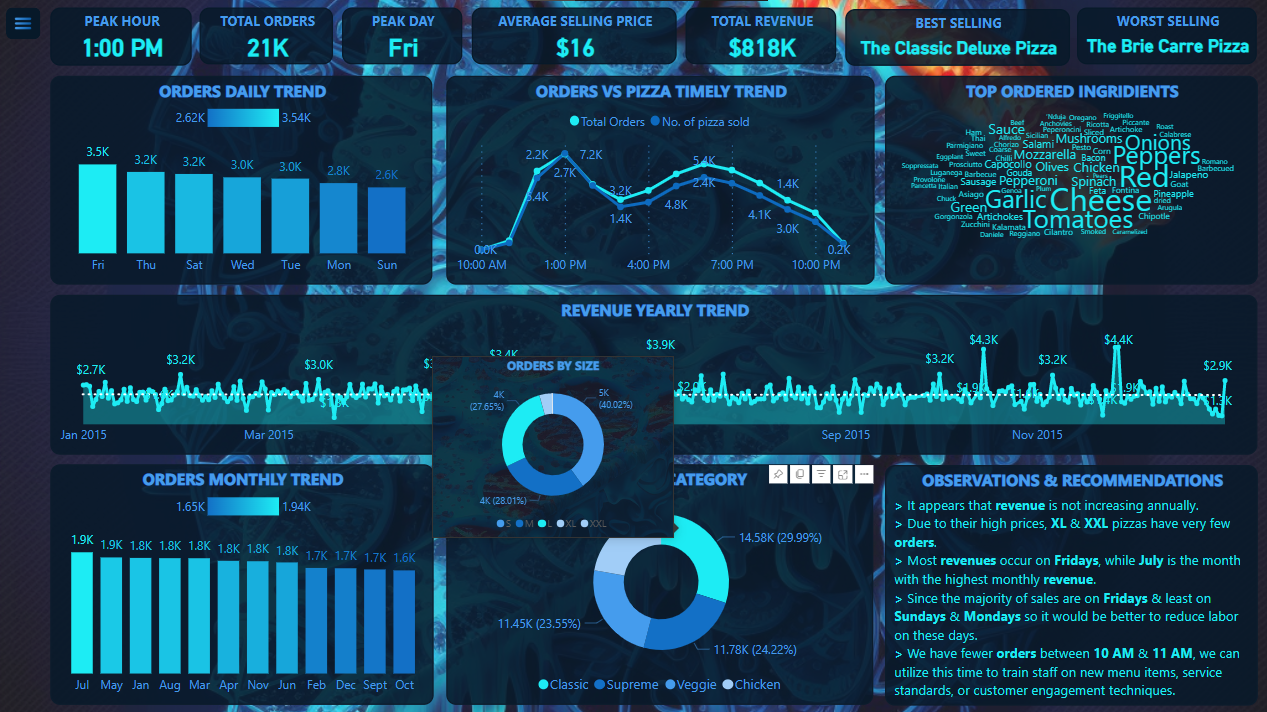 PEAK HOUR
1:00 PM
TOTAL ORDERS
21K
PEAK DAY
Fri
AVERAGE SELLING PRICE
$16
TOTAL REVENUE
$818K
BEST SELLING
The Classic Deluxe Pizza
WORST SELLING
The Brie Carre Pizza
ORDERS DAILY TREND
2.62K 3.54K
3.5K 3.2K 3.2K 3.0K 3.0K 2.8K 2.6K
Fri Thu Sat Wed Tue Mon Sun
ORDERS VS PIZZA TIMELY TREND
Total Orders No. of pizza sold
2.2K 7.2K 5.4K
2.7K 2.4K 1.4K
6.4K 3.2K
1.4K 4.8K 4.1K
3.0K
0.0K 0.2K
10:00 AM 1:00 PM 4:00 PM 7:00 PM 10:00 PM
TOP ORDERED INGRIDIENTS
'Nduja Oregano Friggitello
Beef Anchovies Ricotta Piccante
Ham Sauce Peperoncini Sliced Artichoke Roast
Thai Alfredo Sicilian Mushrooms Onions Calabrese
Parmigiano Chorizo Salami Pesto Corn
Eggplant Sweet Coarse Mozzarella Bacon Peppers Romano
Soppressata Prosciutto Capocollo Chilli Olives Chicken Barbecued
Luganega Barbecue Gouda Pears Red Jalapeno
Provolone Sausage Pepperoni Spinach Goat
Pancetta Italian Genoa Plum Feta Fontina Pineapple
Chuck Asiago Garlic Cheese dried
Green Arugula
Gorgonzola Artichokes Tomatoes Chipotle
Zucchini Kalamata
Daniele Reggiano Cilantro Smoked Caramelized
REVENUE YEARLY TREND
$2.7K $3.2K $3.0K $3.4K $3.9K $3.2K $4.3K $3.2K $4.4K $2.9K
Jan 2015 Mar 2015 Sep 2015 Nov 2015
ORDERS BY SIZE
4K
(27.65%)
5K
(40.02%)
4K (28.01%)
S M L XL XXL
ORDERS MONTHLY TREND
1.65K 1.94K
1.9K 1.9K 1.8K 1.8K 1.8K 1.8K 1.8K 1.8K 1.7K 1.7K 1.7K 1.6K
Jul May Jan Aug Mar Apr Nov Jun Feb Dec Sept Oct
CATEGORY
14.58K (29.99%)
11.45K (23.55%)
11.78K (24.22%)
Classic Supreme Veggie Chicken
OBSERVATIONS & RECOMMENDATIONS
> It appears that revenue is not increasing annually.
> Due to their high prices, XL & XXL pizzas have very few
orders.
> Most revenues occur on Fridays, while July is the month
with the highest monthly revenue.
> Since the majority of sales are on Fridays & least on
Sundays & Mondays so it would be better to reduce labor
on these days.
> We have fewer orders between 10 AM & 11 AM, we can
utilize this time to train staff on new menu items, service
standards, or customer engagement techniques.